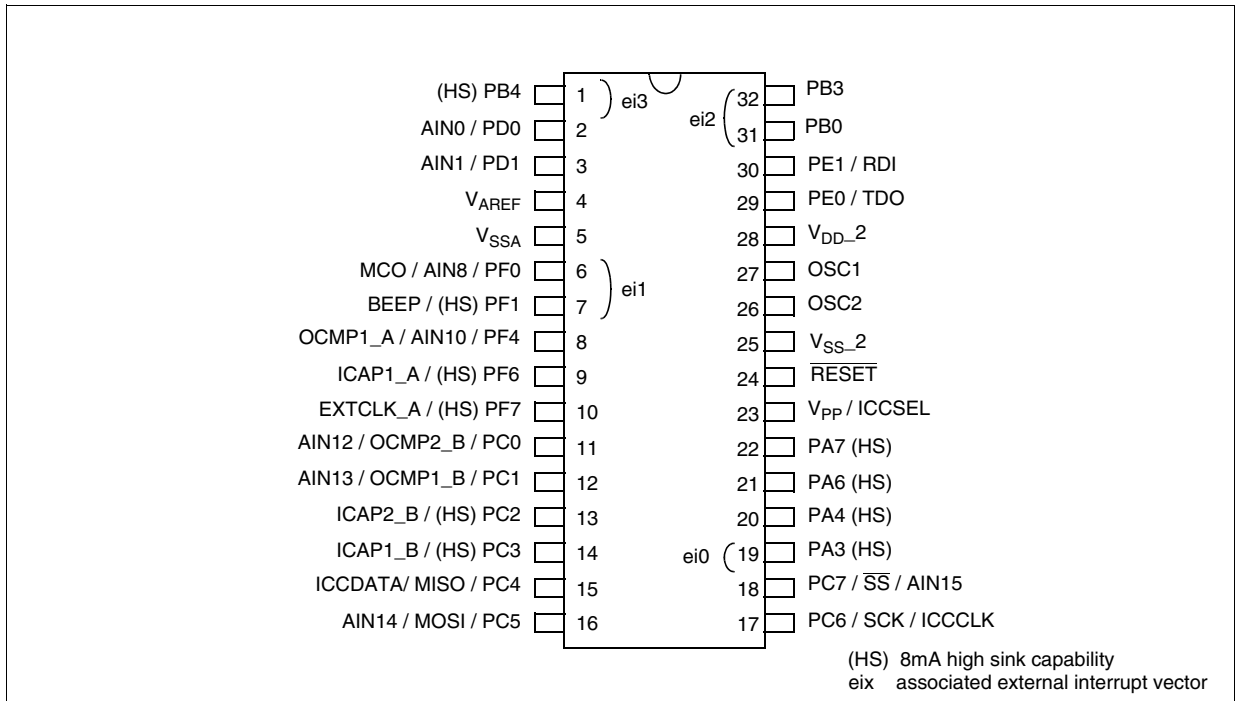 (HS) PB4 1 ei3 ei2 32 PB3
AIN0 / PD0 2 31 PB0
AIN1 / PD1 3 30 PE1 / RDI
VAREF 4 29 PE0 / TDO
VSSA 5 28 VDD_2
MCO / AIN8 / PF0 6 ei1 27 OSC1
BEEP / (HS) PF1 7 26 OSC2
OCMP1_A / AIN10 / PF4 8 25 VSS_2
ICAP1_A / (HS) PF6 9 24 RESET
EXTCLK_A / (HS) PF7 10 23 VPP / ICCSEL
AIN12 / OCMP2_B / PC0 11 22 PA7 (HS)
AIN13 / OCMP1_B / PC1 12 21 PA6 (HS)
ICAP2_B / (HS) PC2 13 20 PA4 (HS)
ICAP1_B / (HS) PC3 14 ei0 19 PA3 (HS)
ICCDATA/ MISO / PC4 15 18 PC7 / SS / AIN15
AIN14 / MOSI / PC5 16 17 PC6 / SCK / ICCCLK
(HS) 8mA high sink capability
eix associated external interrupt vector